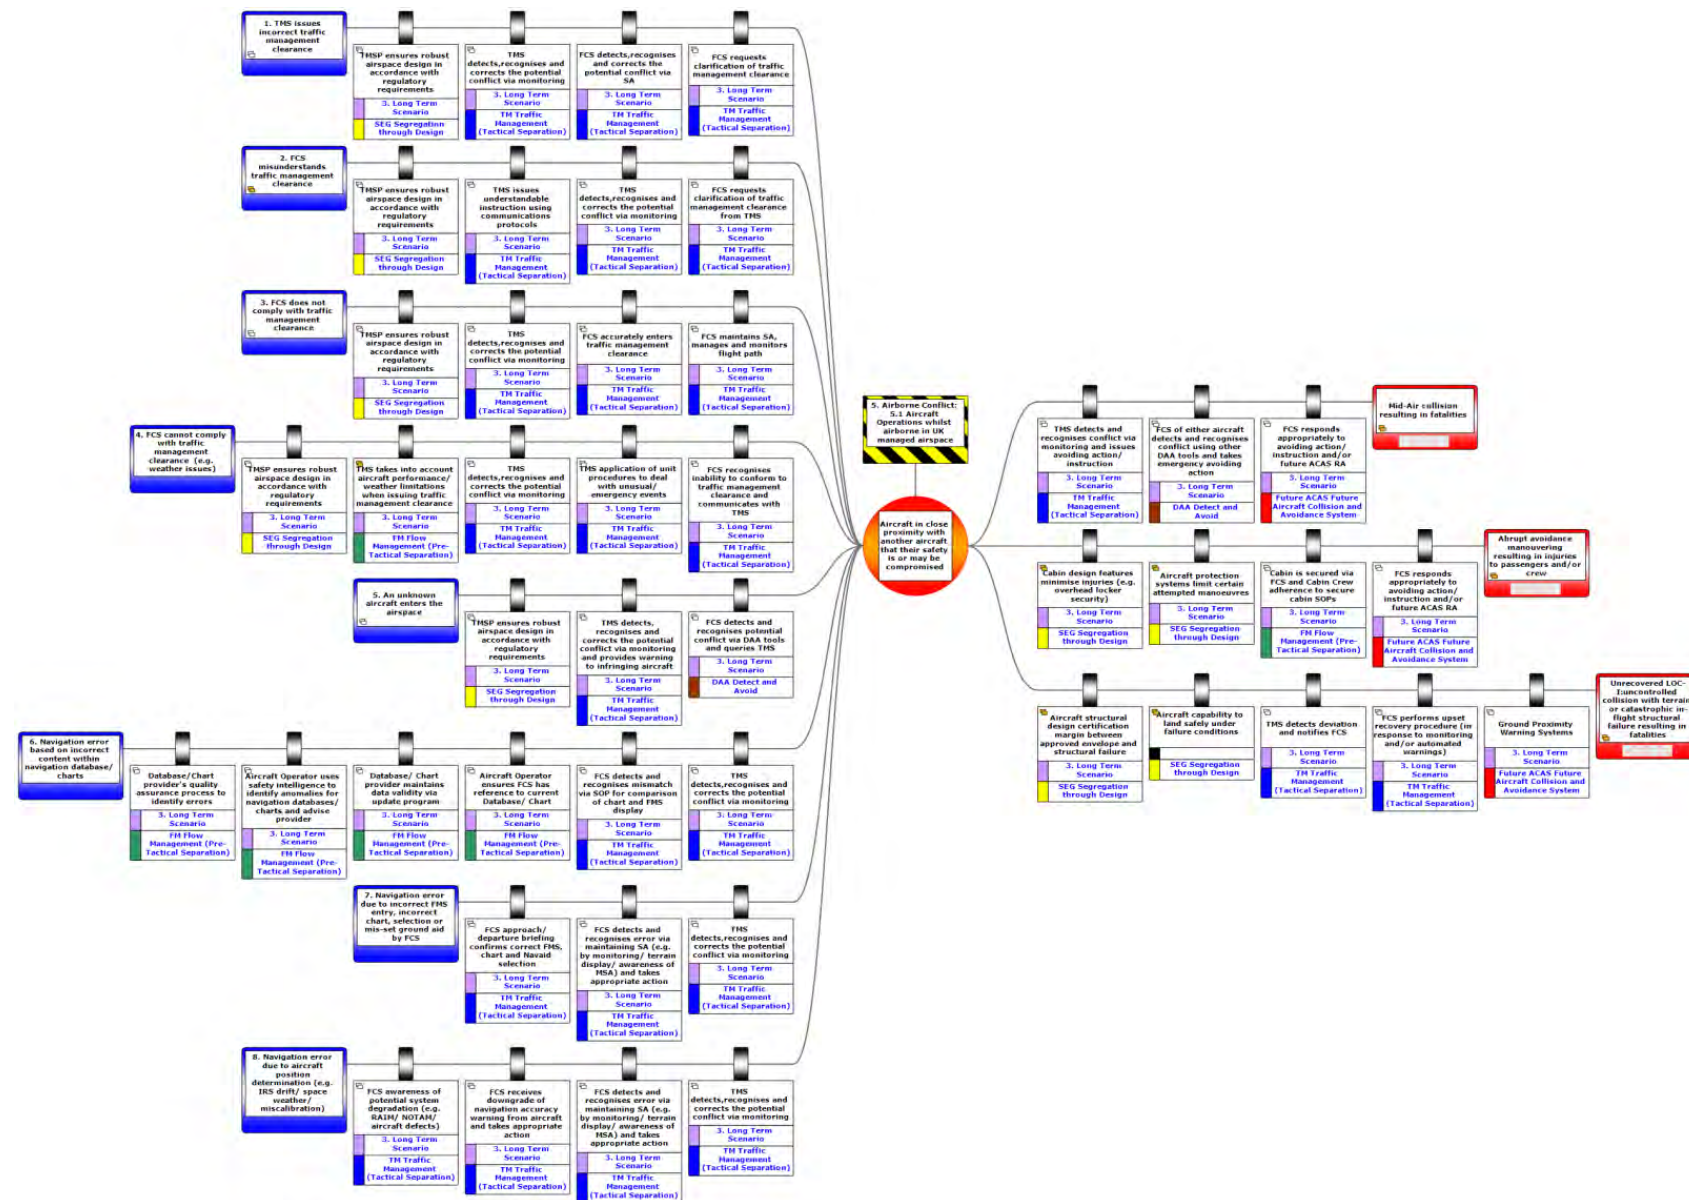 1. TMS issues
incorrect traffic
management
clearance
TMSP ensures robust
airspace design in
accordance with
regulatory
requirements
3. Long Term
Scenario
SEG Segregation
through Design
TMS
detects,recognises and
corrects the potential
conflict via monitoring
3. Long Term
Scenario
TM Traffic
Management
(Tactical Separation)
FCS detects,recognises
and corrects the
potential conflict via
SA
3. Long Term
Scenario
TM Traffic
Management
(Tactical Separation)
FCS requests
clarification of traffic
management clearance
3. Long Term
Scenario
TM Traffic
Management
(Tactical Separation)
2. FCS
misunderstands
traffic management
clearance
TMSP ensures robust
airspace design in
accordance with
regulatory
requirements
3. Long Term
Scenario
SEG Segregation
through Design
TMS issues
understandable
instruction using
communications
protocols
3. Long Term
Scenario
TM Traffic
Management
(Tactical Separation)
TMS
detects,recognises and
corrects the potential
conflict via monitoring
3. Long Term
Scenario
TM Traffic
Management
(Tactical Separation)
FCS requests
clarification of traffic
management clearance
from TMS
3. Long Term
Scenario
TM Traffic
Management
(Tactical Separation)
3. FCS does not
comply with traffic
management
clearance
TMSP ensures robust
airspace design in
accordance with
regulatory
requirements
3. Long Term
Scenario
SEG Segregation
through Design
TMS
detects,recognises and
corrects the potential
conflict via monitoring
3. Long Term
Scenario
TM Traffic
Management
(Tactical Separation)
FCS accurately enters
traffic management
clearance
3. Long Term
Scenario
TM Traffic
Management
(Tactical Separation)
FCS maintains SA,
manages and monitors
flight path
3. Long Term
Scenario
TM Traffic
Management
(Tactical Separation)
4. FCS cannot comply
with traffic
management
clearance (e.g.
weather issues)
TMSP ensures robust
airspace design in
accordance with
regulatory
requirements
3. Long Term
Scenario
SEG Segregation
through Design
TMS takes into account
aircraft performance/
weather limitations
when issuing traffic
management clearance
3. Long Term
Scenario
FM Flow
Management (Pre-
Tactical Separation)
TMS
detects,recognises and
corrects the potential
conflict via monitoring
3. Long Term
Scenario
TM Traffic
Management
(Tactical Separation)
TMS application of unit
procedures to deal
with unusual/
emergency events
3. Long Term
Scenario
TM Traffic
Management
(Tactical Separation)
FCS recognises
inability to conform to
traffic management
clearance and
communicates with
TMS
3. Long Term
Scenario
TM Traffic
Management
(Tactical Separation)
5. An unknown
aircraft enters the
airspace
TMSP ensures robust
airspace design in
accordance with
regulatory
requirements
3. Long Term
Scenario
SEG Segregation
through Design
TMS detects,
recognises and
corrects the potential
conflict via monitoring
and provides warning
to infringing aircraft
3. Long Term
Scenario
TM Traffic
Management
(Tactical Separation)
FCS detects and
recognises potential
conflict via DAA tools
and queries TMS
3. Long Term
Scenario
DAA Detect and
Avoid
6. Navigation error
based on incorrect
content within
navigation database/
charts
Database/Chart
provider's quality
assurance process to
identify errors
3. Long Term
Scenario
FM Flow
Management (Pre-
Tactical Separation)
Aircraft Operator uses
safety intelligence to
identify anomalies for
navigation databases/
charts and advise
provider
3. Long Term
Scenario
FM Flow
Management (Pre-
Tactical Separation)
Database/ Chart
provider maintains
data validity via
update program
3. Long Term
Scenario
FM Flow
Management (Pre-
Tactical Separation)
Aircraft Operator
ensures FCS has
reference to current
Database/ Chart
3. Long Term
Scenario
FM Flow
Management (Pre-
Tactical Separation)
FCS detects and
recognises mismatch
via SOP for comparison
of chart and FMS
display
3. Long Term
Scenario
TM Traffic
Management
(Tactical Separation)
TMS
detects,recognises and
corrects the potential
conflict via monitoring
3. Long Term
Scenario
TM Traffic
Management
(Tactical Separation)
7. Navigation error
due to incorrect FMS
entry, incorrect
chart, selection or
mis-set ground aid
by FCS
FCS approach/
departure briefing
confirms correct FMS,
chart and Navaid
selection
3. Long Term
Scenario
TM Traffic
Management
(Tactical Separation)
FCS detects and
recognises error via
maintaining SA (e.g.
by monitoring/ terrain
display/ awareness of
MSA) and takes
appropriate action
3. Long Term
Scenario
TM Traffic
Management
(Tactical Separation)
TMS
detects,recognises and
corrects the potential
conflict via monitoring
3. Long Term
Scenario
TM Traffic
Management
(Tactical Separation)
8. Navigation error
due to aircraft
position
determination (e.g.
IRS drift/ space
weather/
miscalibration)
FCS awareness of
potential system
degradation (e.g.
RAIM/ NOTAM/
aircraft defects)
3. Long Term
Scenario
TM Traffic
Management
(Tactical Separation)
FCS receives
downgrade of
navigation accuracy
warning from aircraft
and takes appropriate
action
3. Long Term
Scenario
TM Traffic
Management
(Tactical Separation)
FCS detects and
recognises error via
maintaining SA (e.g.
by monitoring/ terrain
display/ awareness of
MSA) and takes
appropriate action
3. Long Term
Scenario
TM Traffic
Management
(Tactical Separation)
TMS
detects,recognises and
corrects the potential
conflict via monitoring
3. Long Term
Scenario
TM Traffic
Management
(Tactical Separation)
5. Airborne Conflict:
5.1 Aircraft
Operations whilst
airborne in UK
managed airspace
Aircraft in close
proximity with
another aircraft
that their safety
is or may be
compromised
TMS detects and
recognises conflict via
monitoring and issues
avoiding action/
instruction
3. Long Term
Scenario
TM Traffic
Management
(Tactical Separation)
FCS of either aircraft
detects and recognises
conflict using other
DAA tools and takes
emergency avoiding
action
3. Long Term
Scenario
DAA Detect and
Avoid
FCS responds
appropriately to
avoiding action/
instruction and/or
future ACAS RA
3. Long Term
Scenario
Future ACAS Future
Aircraft Collision and
Avoidance System
Mid-Air collision
resulting in fatalities
Cabin design features
minimise injuries (e.g.
overhead locker
security)
3. Long Term
Scenario
SEG Segregation
through Design
Aircraft protection
systems limit certain
attempted manoeuvres
3. Long Term
Scenario
SEG Segregation
through Design
Cabin is secured via
FCS and Cabin Crew
adherence to secure
cabin SOPs
3. Long Term
Scenario
FM Flow
Management (Pre-
Tactical Separation)
FCS responds
appropriately to
avoiding action/
instruction and/or
future ACAS RA
3. Long Term
Scenario
Future ACAS Future
Aircraft Collision and
Avoidance System
Abrupt avoidance
manouvering
resulting in injuries
to passengers and/or
crew
Aircraft structural
design certification
margin between
approved envelope and
structural failure
3. Long Term
Scenario
SEG Segregation
through Design
Aircraft capability to
land safely under
failure conditions
SEG Segregation
through Design
TMS detects deviation
and notifies FCS
3. Long Term
Scenario
TM Traffic
Management
(Tactical Separation)
FCS performs upset
recovery procedure (in
response to monitoring
and/or automated
warnings)
3. Long Term
Scenario
TM Traffic
Management
(Tactical Separation)
Ground Proximity
Warning Systems
3. Long Term
Scenario
Future ACAS Future
Aircraft Collision and
Avoidance System
Unrecovered LOC-
I:uncontrolled
collision with terrain
or catastrophic in-
flight structural
failure resulting in
fatalities